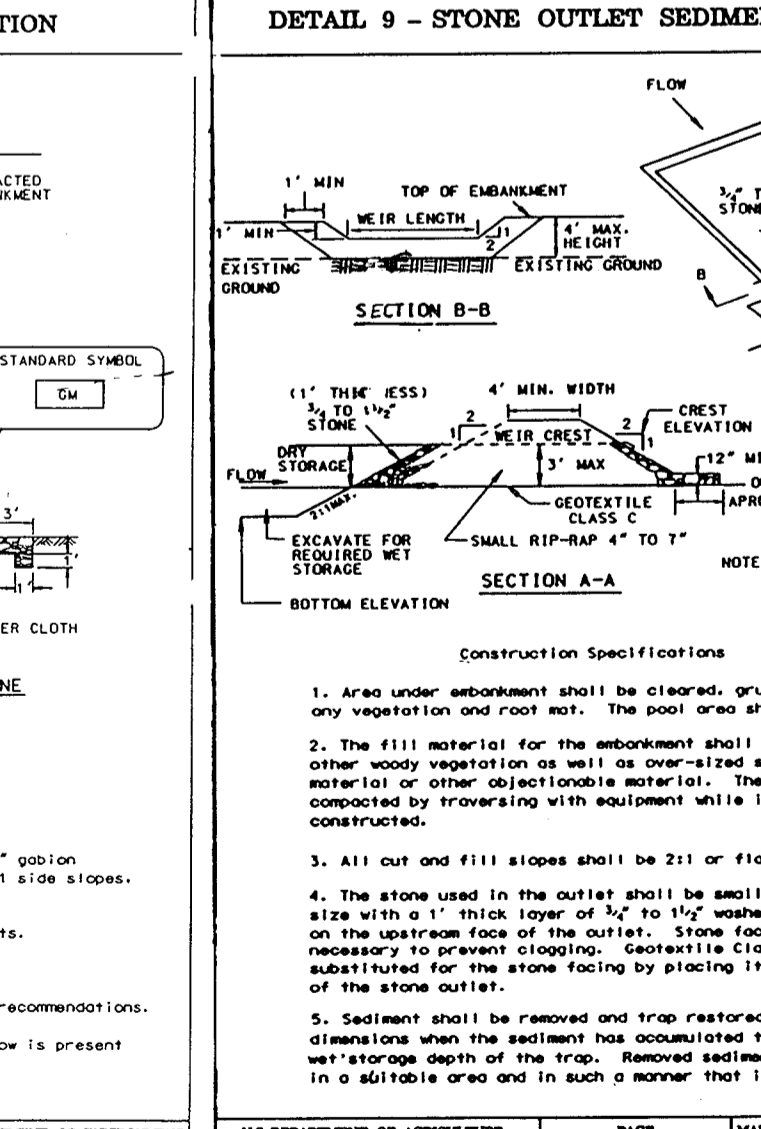 TION
ACTED
NKMENT
STANDARD SYMBOL
GM
3'
1'
1'
ER CLOTH
NE
" gabion
1 side slopes.
ts.
recommendations.
ow is present
DETAIL 9 - STONE OUTLET SEDIME
FLOW
3/4" T
STONE
B
1' MIN
TOP OF EMBANKMENT
WEIR LENGTH
1' MIN
1
2
4' MAX.
HEIGHT
EXISTING
GROUND
EXISTING GROUND
SECTION B-B
(1' THICKNESS)
3/4 TO 1 1/2"
STONE
4' MIN. WIDTH
2
1
WEIR CREST
2
1
CREST
ELEVATION
DRY
STORAGE
3' MAX
12" MI
FLOW
2:1 MAX.
GEOTEXTILE
CLASS C
APRO
EXCAVATE FOR
REQUIRED WET
STORAGE
SMALL RIP-RAP 4" TO 7"
NOTE
SECTION A-A
BOTTOM ELEVATION
Construction Specifications
1. Area under embankment shall be cleared. gru
any vegetation and root mat. The pool area sh
2. The fill material for the embankment shall
other woody vegetation as well as over-sized s
material or other objectionable material. The
compacted by traversing with equipment while i
constructed.
3. All cut and fill slopes shall be 2:1 or fla
4. The stone used in the outlet shall be small
size with a 1' thick layer of 3/4" to 1 1/2" washe
on the upstream face of the outlet. Stone fac
necessary to prevent clogging. Geotextile Cla
substituted for the stone facing by placing it
of the stone outlet.
5. Sediment shall be removed and trap restored
dimensions when the sediment has accumulated t
wet storage depth of the trap. Removed sedime
in a suitable area and in such a manner that i